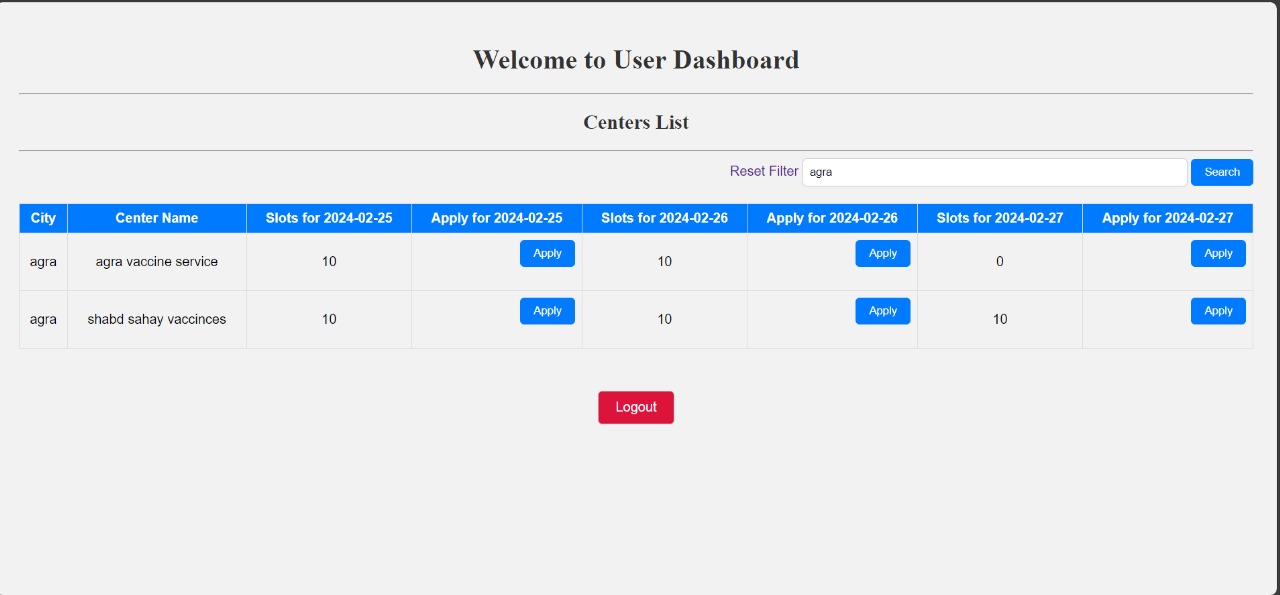 Welcome to User Dashboard
Centers List
Reset Filter agra Search
City Center Name Slots for 2024-02-25 Apply for 2024-02-25 Slots for 2024-02-26 Apply for 2024-02-26 Slots for 2024-02-27 Apply for 2024-02-27
agra agra vaccine service 10 Apply 10 Apply 0 Apply
agra shabd sahay vaccinces 10 Apply 10 Apply 10 Apply
Logout